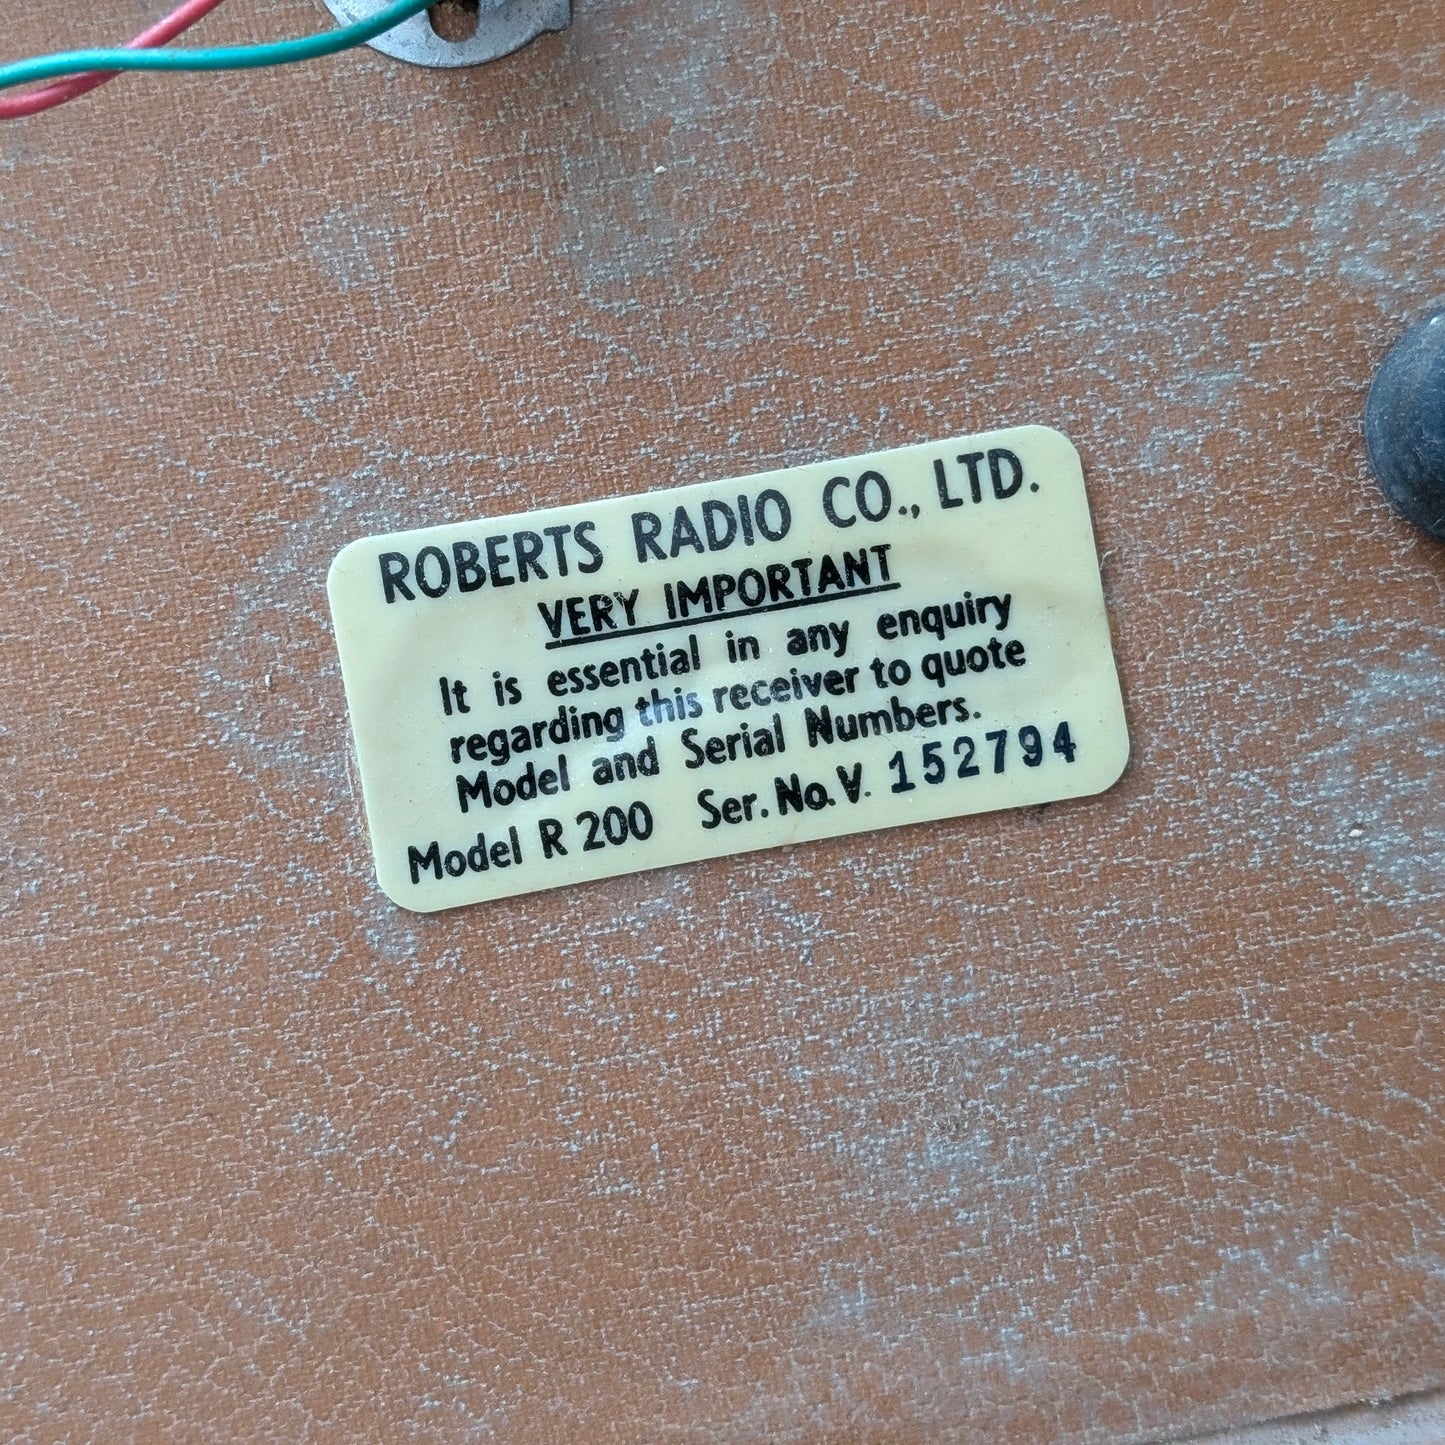 ROBERTS RADIO CO., LTD.
VERY IMPORTANT
It is essential in any enquiry
regarding this receiver to quote
Model and Serial Numbers.
Model R 200 Ser. No. V. 152794